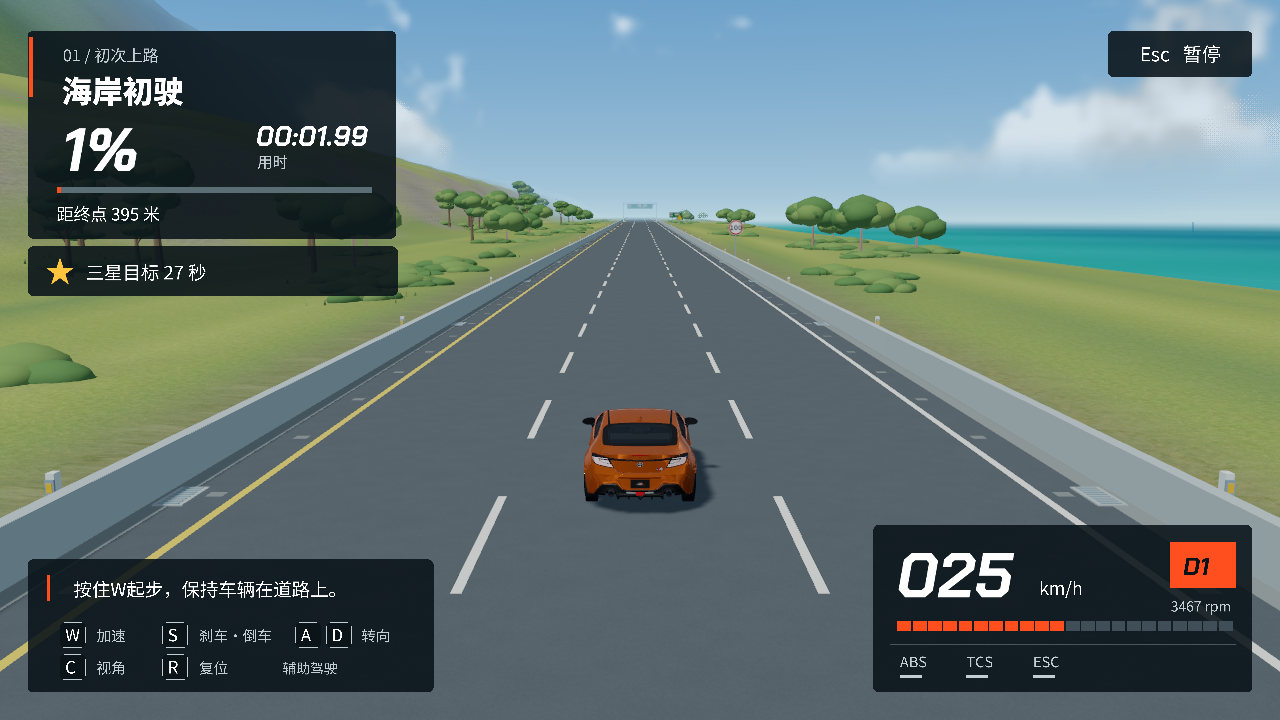 01 / 初次上路
海岸初驶
1%
00:01.99
用时
距终点 395 米
三星目标 27 秒
Esc 暂停
100
按住W起步，保持车辆在道路上。
W 加速 S 刹车·倒车 A D 转向
C 视角 R 复位 辅助驾驶
025 km/h D1
3467 rpm
ABS TCS ESC